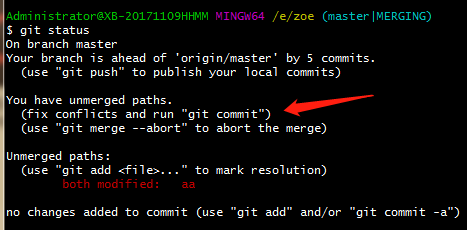 Administrator@XB-20171109HHMM MINGW64 /e/zoe (master|MERGING)
$ git status
On branch master
Your branch is ahead of 'origin/master' by 5 commits.
(use "git push" to publish your local commits)
You have unmerged paths.
(fix conflicts and run "git commit")
(use "git merge --abort" to abort the merge)
Unmerged paths:
(use "git add <file>..." to mark resolution)
both modified: aa
no changes added to commit (use "git add" and/or "git commit -a")